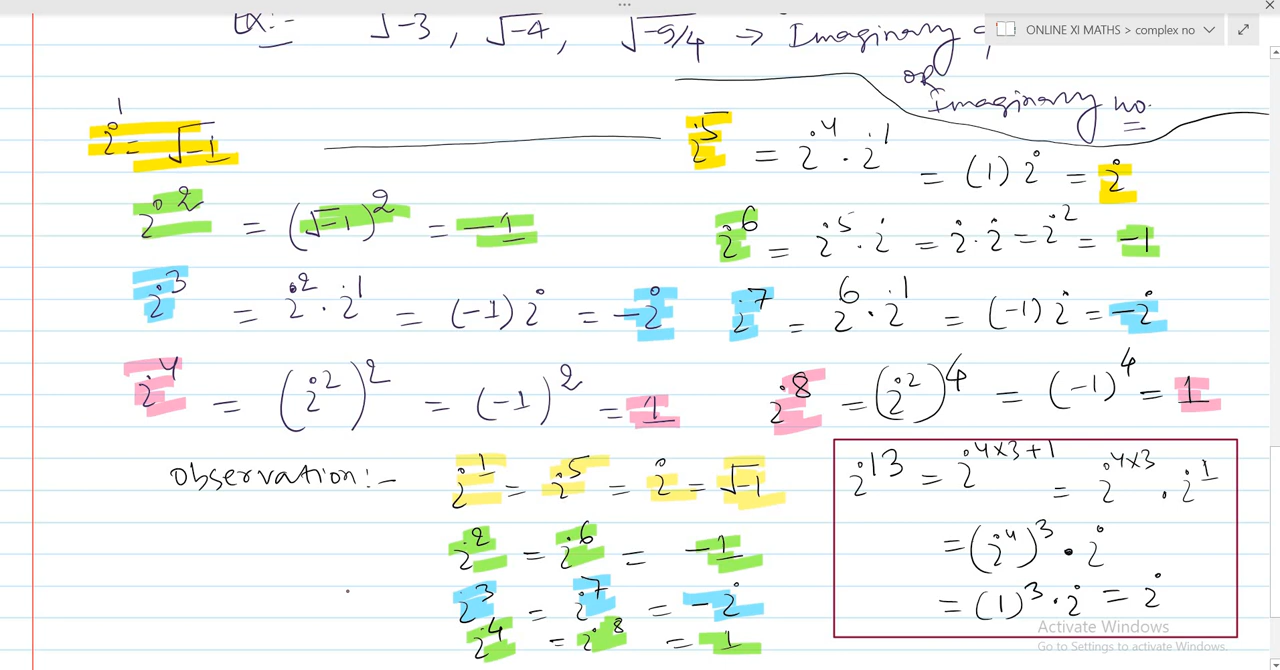 Ex:- √-3 , √-4 , √-9/4 → Imaginary
ONLINE XI MATHS > complex no
or
Imaginary no.
i¹ = √-1
i² = (√-1)² = -1
i³ = i² · i¹ = (-1) i = -i
i⁴ = (i²)² = (-1)² = 1
i⁵ = i⁴ · i¹ = (1) i = i
i⁶ = i⁵ · i = i · i = i² = -1
i⁷ = i⁶ · i¹ = (-1) i = -i
i⁸ = (i²)⁴ = (-1)⁴ = 1
Observation:- i¹ = i⁵ = i = √-1
i² = i⁶ = -1
i³ = i⁷ = -i
i⁴ = i⁸ = 1
i¹³ = i⁴ˣ³⁺¹ = i⁴ˣ³ · i¹
= (i⁴)³ · i
= (1)³ · i = i
Activate Windows
Go to Settings to activate Windows.